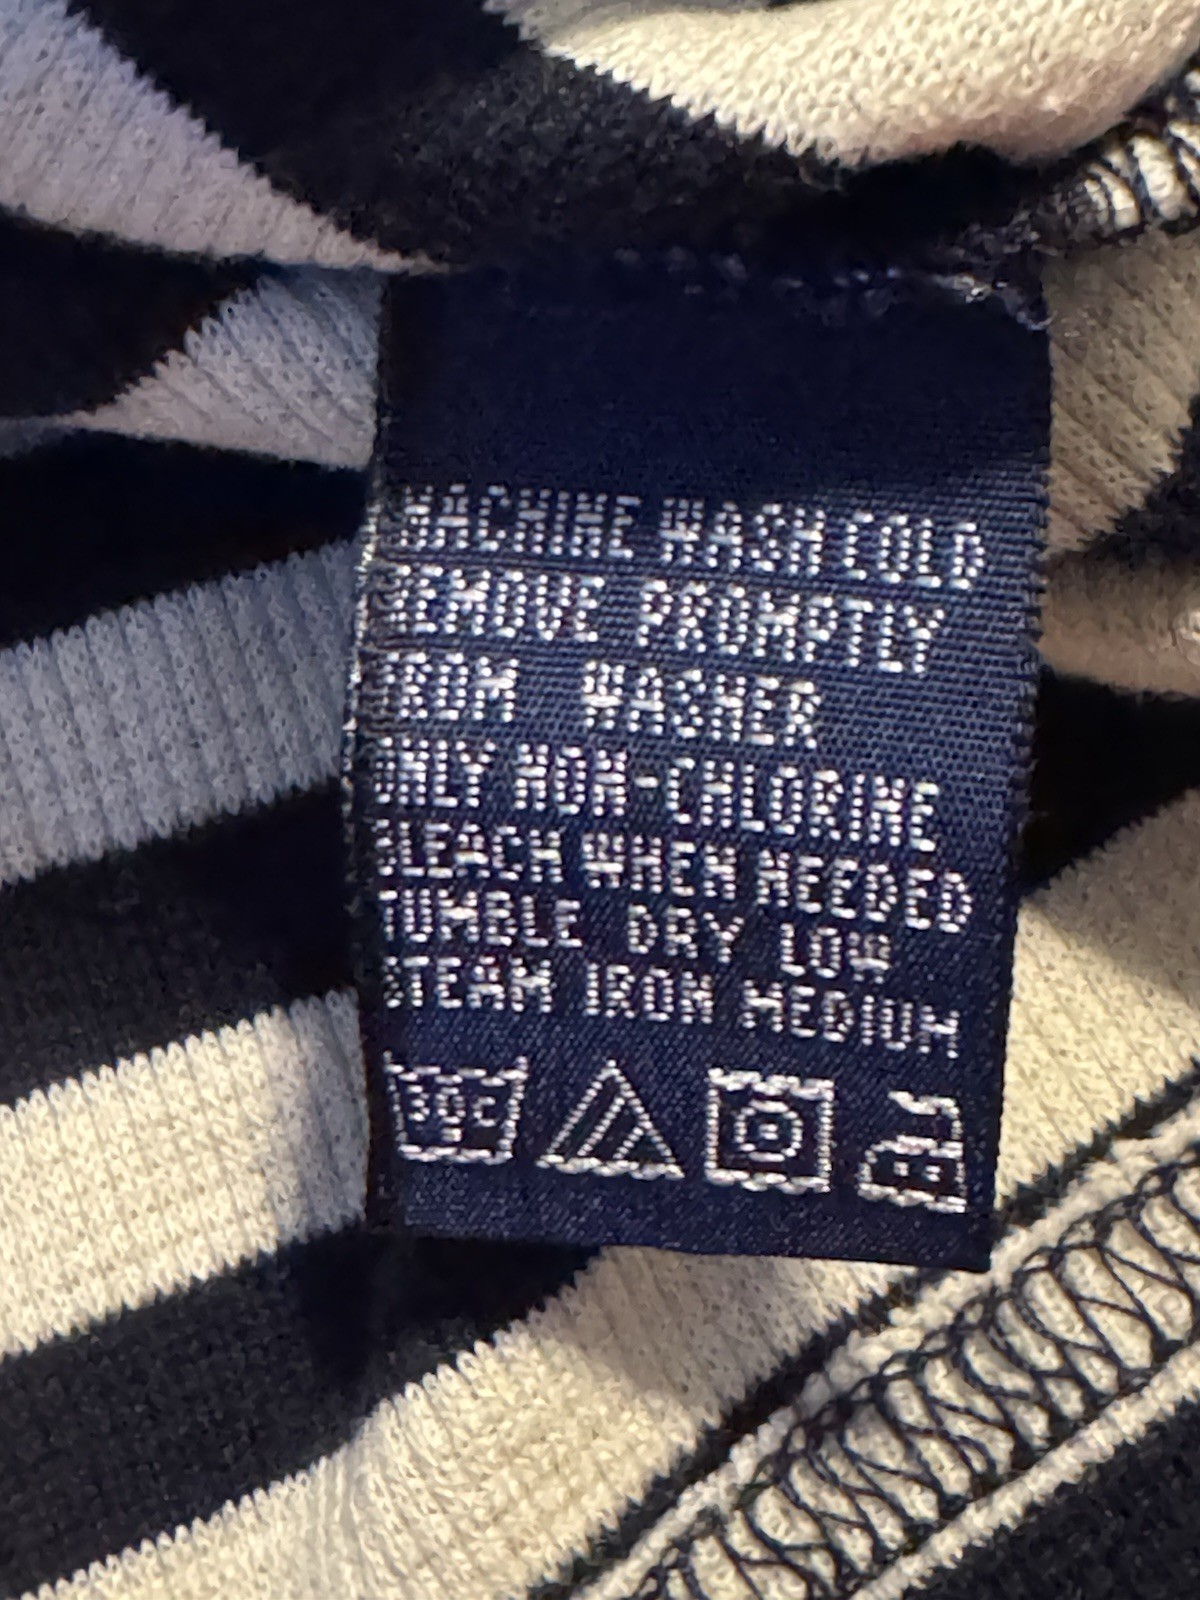 MACHINE WASH COLD
REMOVE PROMPTLY
FROM WASHER
ONLY NON-CHLORINE
BLEACH WHEN NEEDED
TUMBLE DRY LOW
STEAM IRON MEDIUM
30C